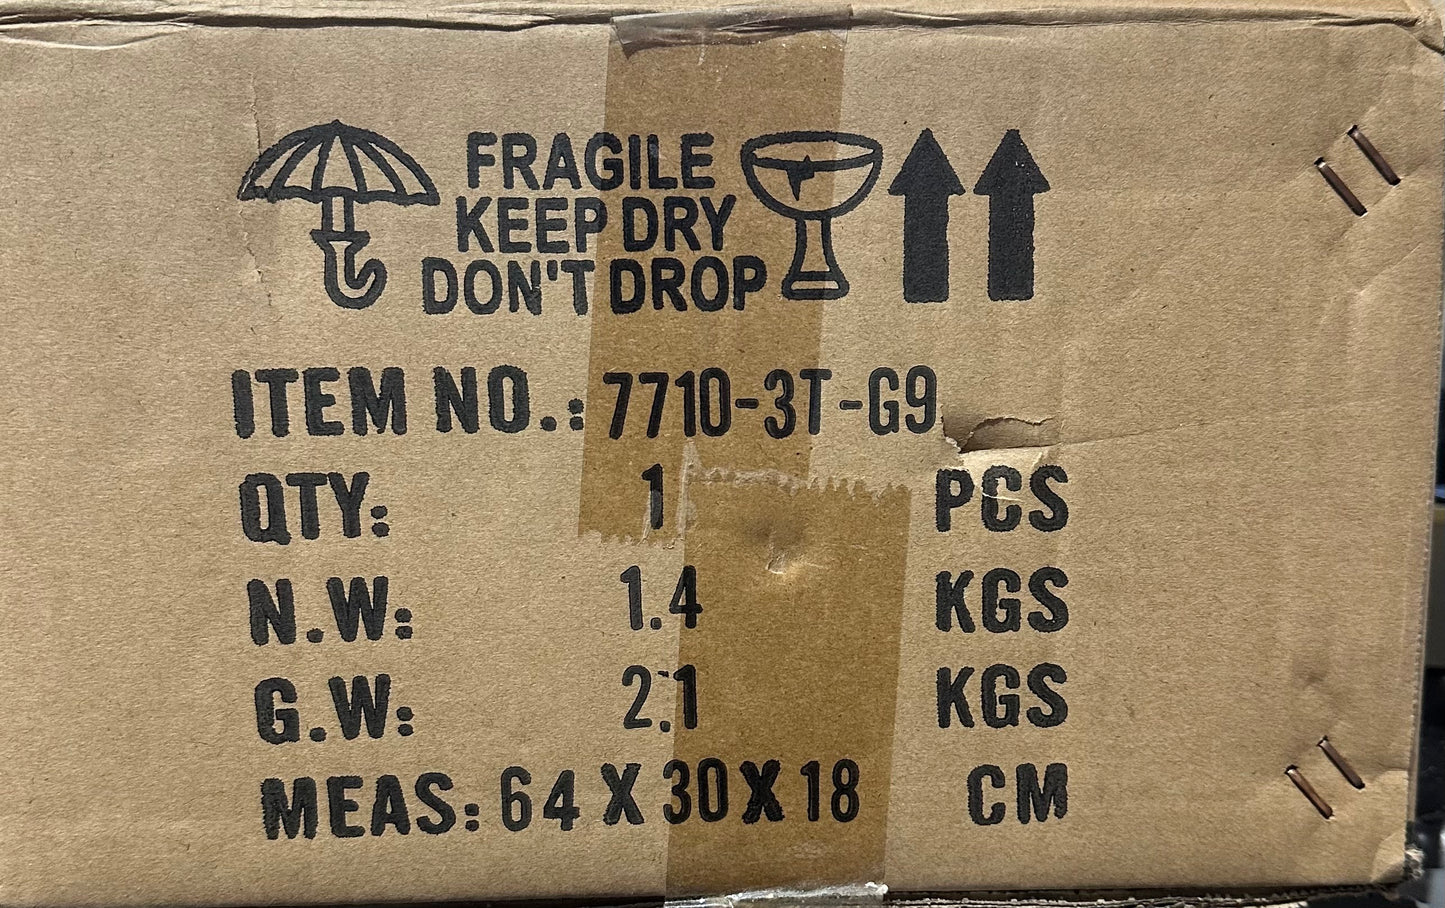 FRAGILE
KEEP DRY
DON'T DROP
ITEM NO.: 7710-3T-G9
QTY: 1 PCS
N.W: 1.4 KGS
G.W: 2.1 KGS
MEAS: 64 X 30 X 18 CM